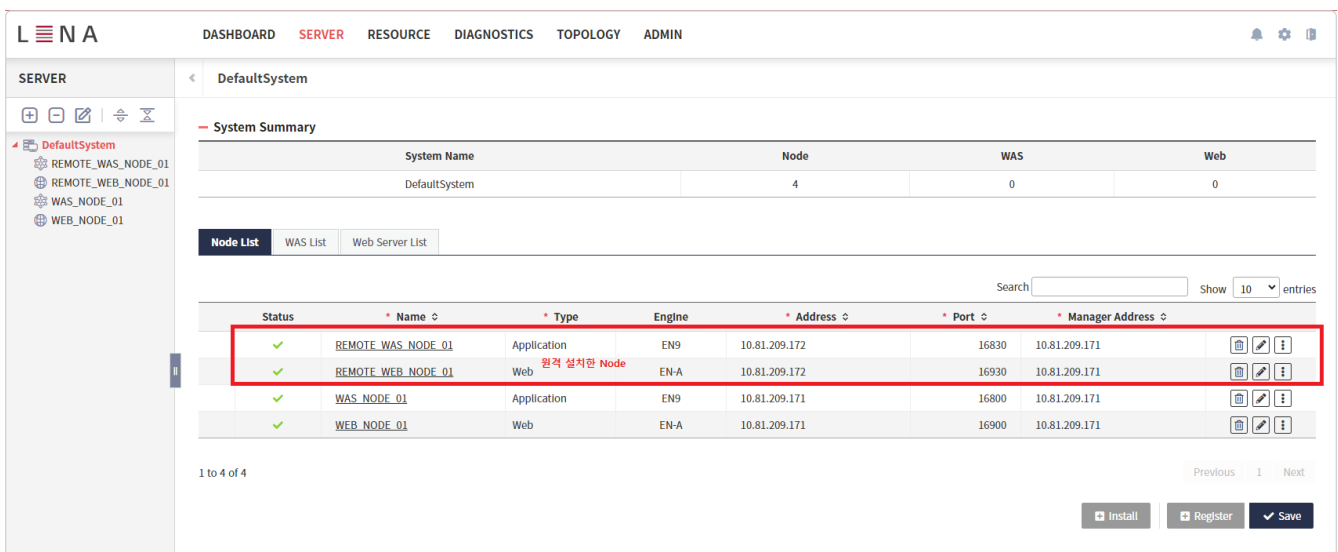 LENA
DASHBOARD SERVER RESOURCE DIAGNOSTICS TOPOLOGY ADMIN
SERVER
DefaultSystem
DefaultSystem
REMOTE_WAS_NODE_01
REMOTE_WEB_NODE_01
WAS_NODE_01
WEB_NODE_01
System Summary
System Name Node WAS Web
DefaultSystem 4 0 0
Node List WAS List Web Server List
Search Show 10 entries
Status * Name * Type Engine * Address * Port * Manager Address
REMOTE_WAS_NODE_01 Application EN9 10.81.209.172 16830 10.81.209.171
원격 설치한 Node
REMOTE_WEB_NODE_01 Web EN-A 10.81.209.172 16930 10.81.209.171
WAS_NODE_01 Application EN9 10.81.209.171 16800 10.81.209.171
WEB_NODE_01 Web EN-A 10.81.209.171 16900 10.81.209.171
1 to 4 of 4
Previous 1 Next
Install Register Save